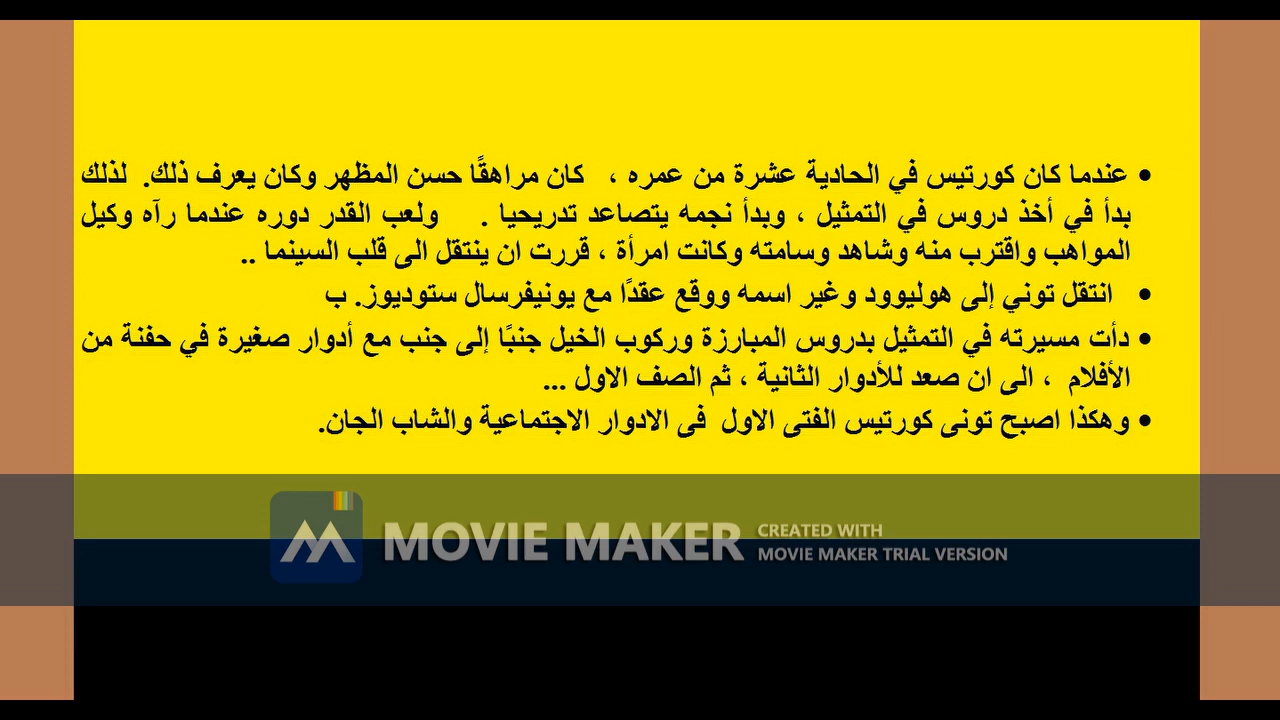 • عندما كان كورتيس في الحادية عشرة من عمره ، كان مراهقًا حسن المظهر وكان يعرف ذلك. لذلك
بدأ في أخذ دروس في التمثيل ، وبدأ نجمه يتصاعد تدريحيا . ولعب القدر دوره عندما رآه وكيل
المواهب واقترب منه وشاهد وسامته وكانت امرأة ، قررت ان ينتقل الى قلب السينما ..
• انتقل توني إلى هوليوود وغير اسمه ووقع عقدًا مع يونيفرسال ستوديوز. ب
• دأت مسيرته في التمثيل بدروس المبارزة وركوب الخيل جنبًا إلى جنب مع أدوار صغيرة في حفنة من
الأفلام ، الى ان صعد للأدوار الثانية ، ثم الصف الاول ...
• وهكذا اصبح تونى كورتيس الفتى الاول فى الادوار الاجتماعية والشاب الجان.
MOVIE MAKER
CREATED WITH
MOVIE MAKER TRIAL VERSION